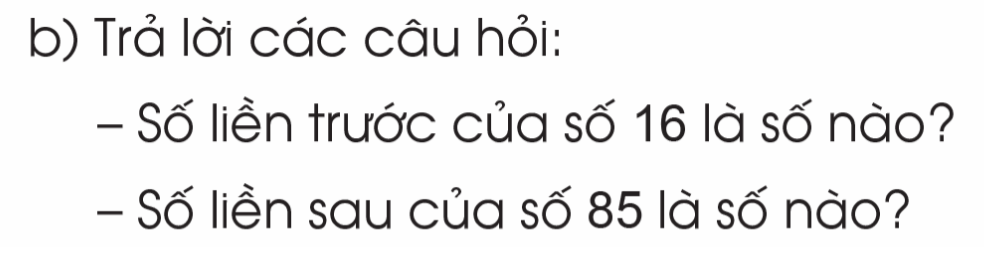 b) Trả lời các câu hỏi:
– Số liền trước của số 16 là số nào?
– Số liền sau của số 85 là số nào?